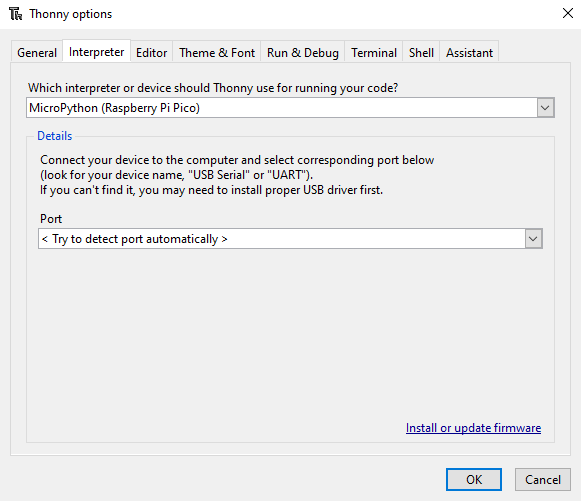 Thonny options
General Interpreter Editor Theme & Font Run & Debug Terminal Shell Assistant
Which interpreter or device should Thonny use for running your code?
MicroPython (Raspberry Pi Pico)
Details
Connect your device to the computer and select corresponding port below
(look for your device name, "USB Serial" or "UART").
If you can't find it, you may need to install proper USB driver first.
Port
< Try to detect port automatically >
Install or update firmware
OK Cancel